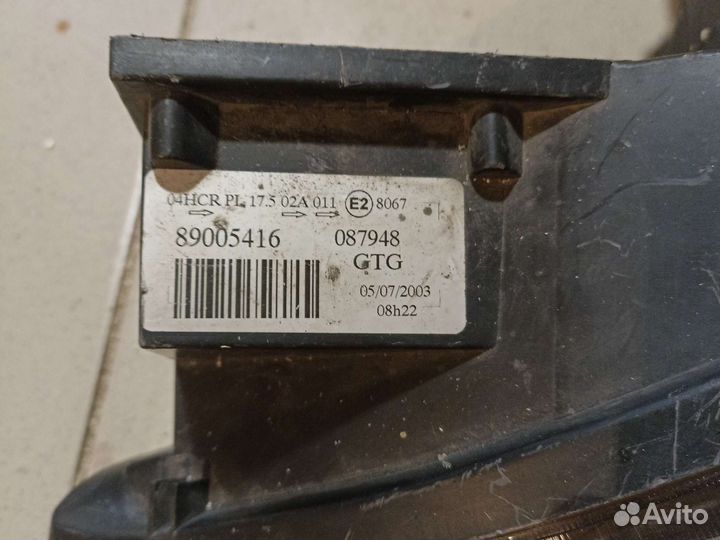 04HCR PL 17.5 02A 011 E2 8067
89005416 087948
GTG
05/07/2003
08h22
Avito